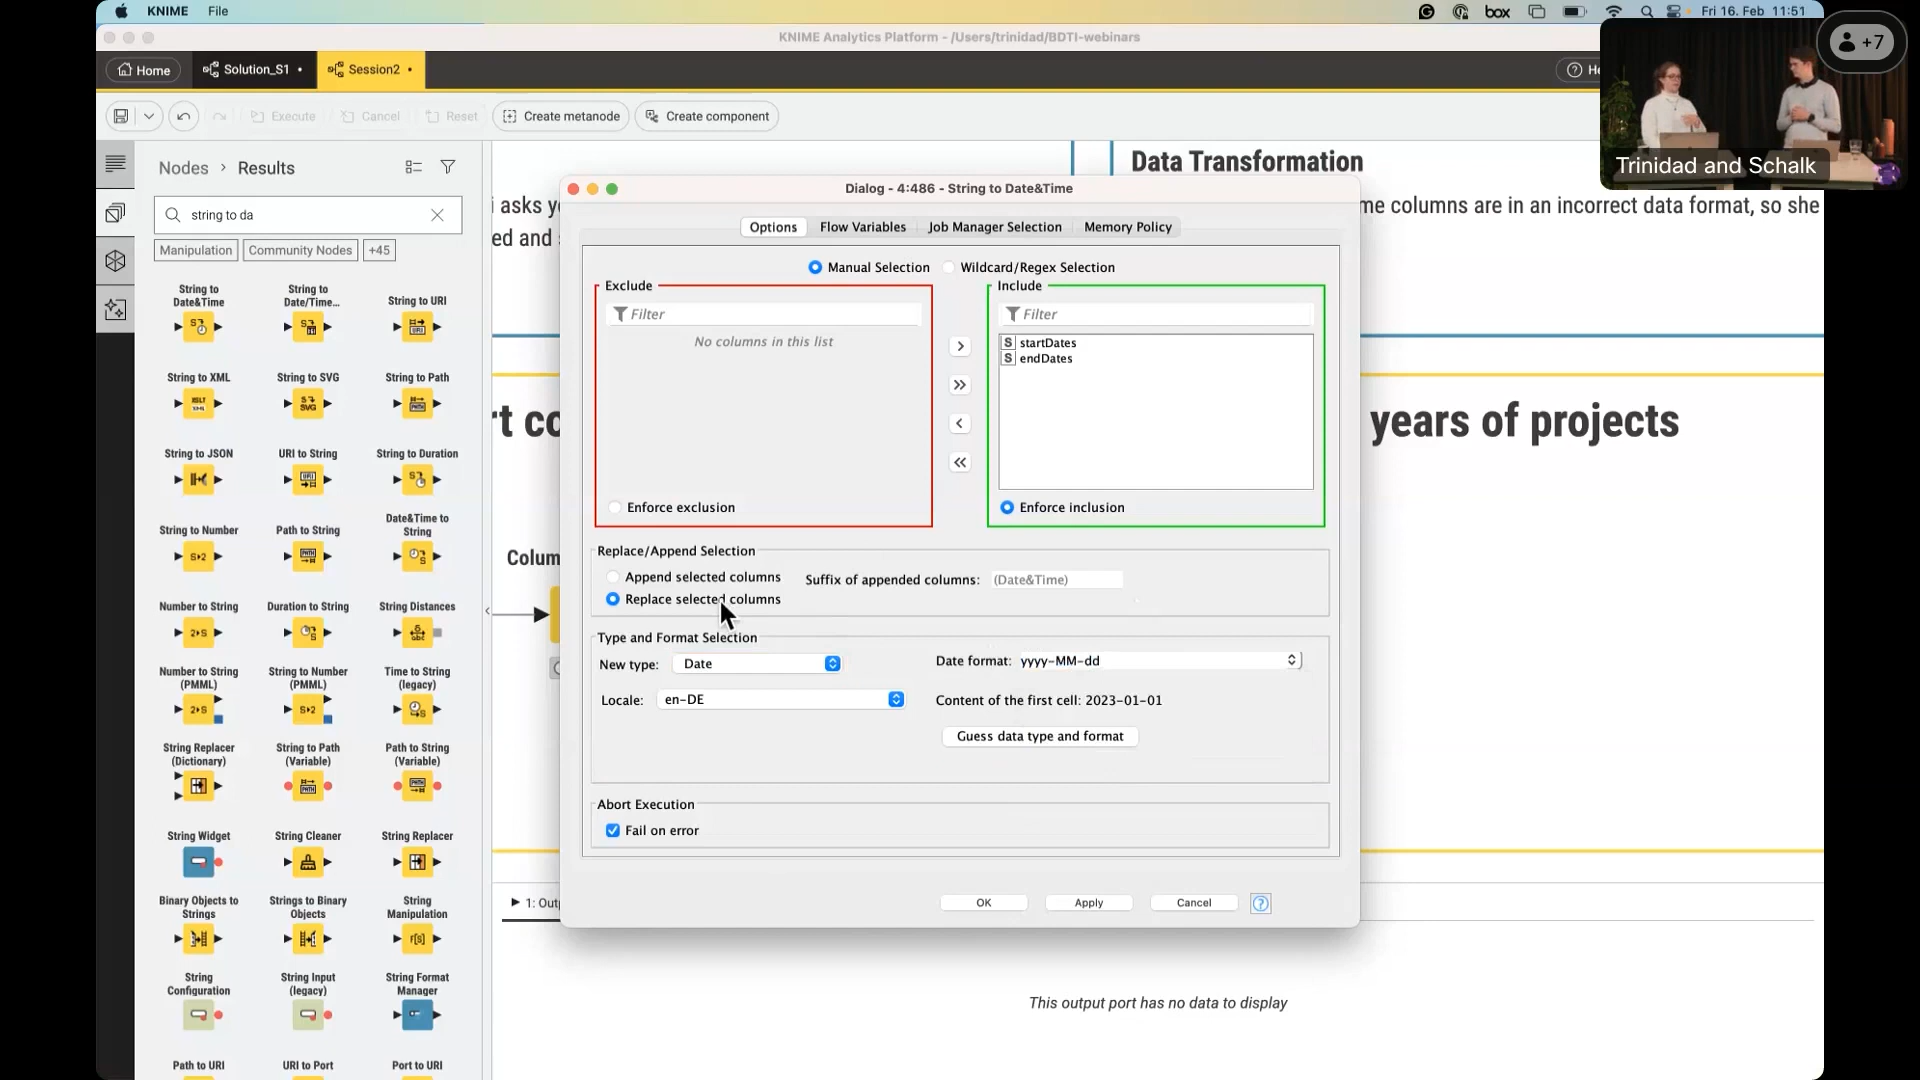 KNIME File
box
Fri 16. Feb 11:51
KNIME Analytics Platform - /Users/trinidad/BDTI-webinars
+7
Home
Solution_S1 •
Session2 •
He
Trinidad and Schalk
Execute
Cancel
Reset
Create metanode
Create component
Nodes › Results
string to da
Manipulation
Community Nodes
+45
String to Date&Time
String to Date/Time...
String to URI
String to XML
String to SVG
String to Path
String to JSON
URI to String
String to Duration
String to Number
Path to String
Date&Time to String
Number to String
Duration to String
String Distances
Number to String (PMML)
String to Number (PMML)
Time to String (legacy)
String Replacer (Dictionary)
String to Path (Variable)
Path to String (Variable)
String Widget
String Cleaner
String Replacer
Binary Objects to Strings
Strings to Binary Objects
String Manipulation
String Configuration
String Input (legacy)
String Format Manager
Path to URI
URI to Port
Port to URI
Data Transformation
i asks y
me columns are in an incorrect data format, so she
ed and
rt co
years of projects
Colum
1: Outp
This output port has no data to display
Dialog - 4:486 - String to Date&Time
Options
Flow Variables
Job Manager Selection
Memory Policy
Manual Selection
Wildcard/Regex Selection
Exclude
Filter
No columns in this list
Enforce exclusion
Include
Filter
S startDates
S endDates
Enforce inclusion
Replace/Append Selection
Append selected columns
Suffix of appended columns: (Date&Time)
Replace selected columns
Type and Format Selection
New type: Date
Date format: yyyy-MM-dd
Locale: en-DE
Content of the first cell: 2023-01-01
Guess data type and format
Abort Execution
Fail on error
OK
Apply
Cancel
?